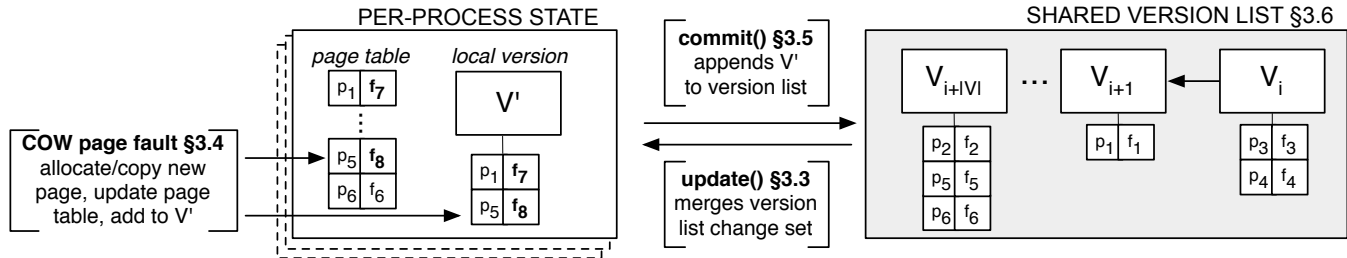 PER-PROCESS STATE
page table
local version
p1 f7
⋮
p5 f8
p6 f6
V'
p1 f7
p5 f8
COW page fault §3.4
allocate/copy new
page, update page
table, add to V'
commit() §3.5
appends V'
to version list
update() §3.3
merges version
list change set
SHARED VERSION LIST §3.6
Vi+|V| ... Vi+1 Vi
p2 f2
p5 f5
p6 f6
p1 f1
p3 f3
p4 f4